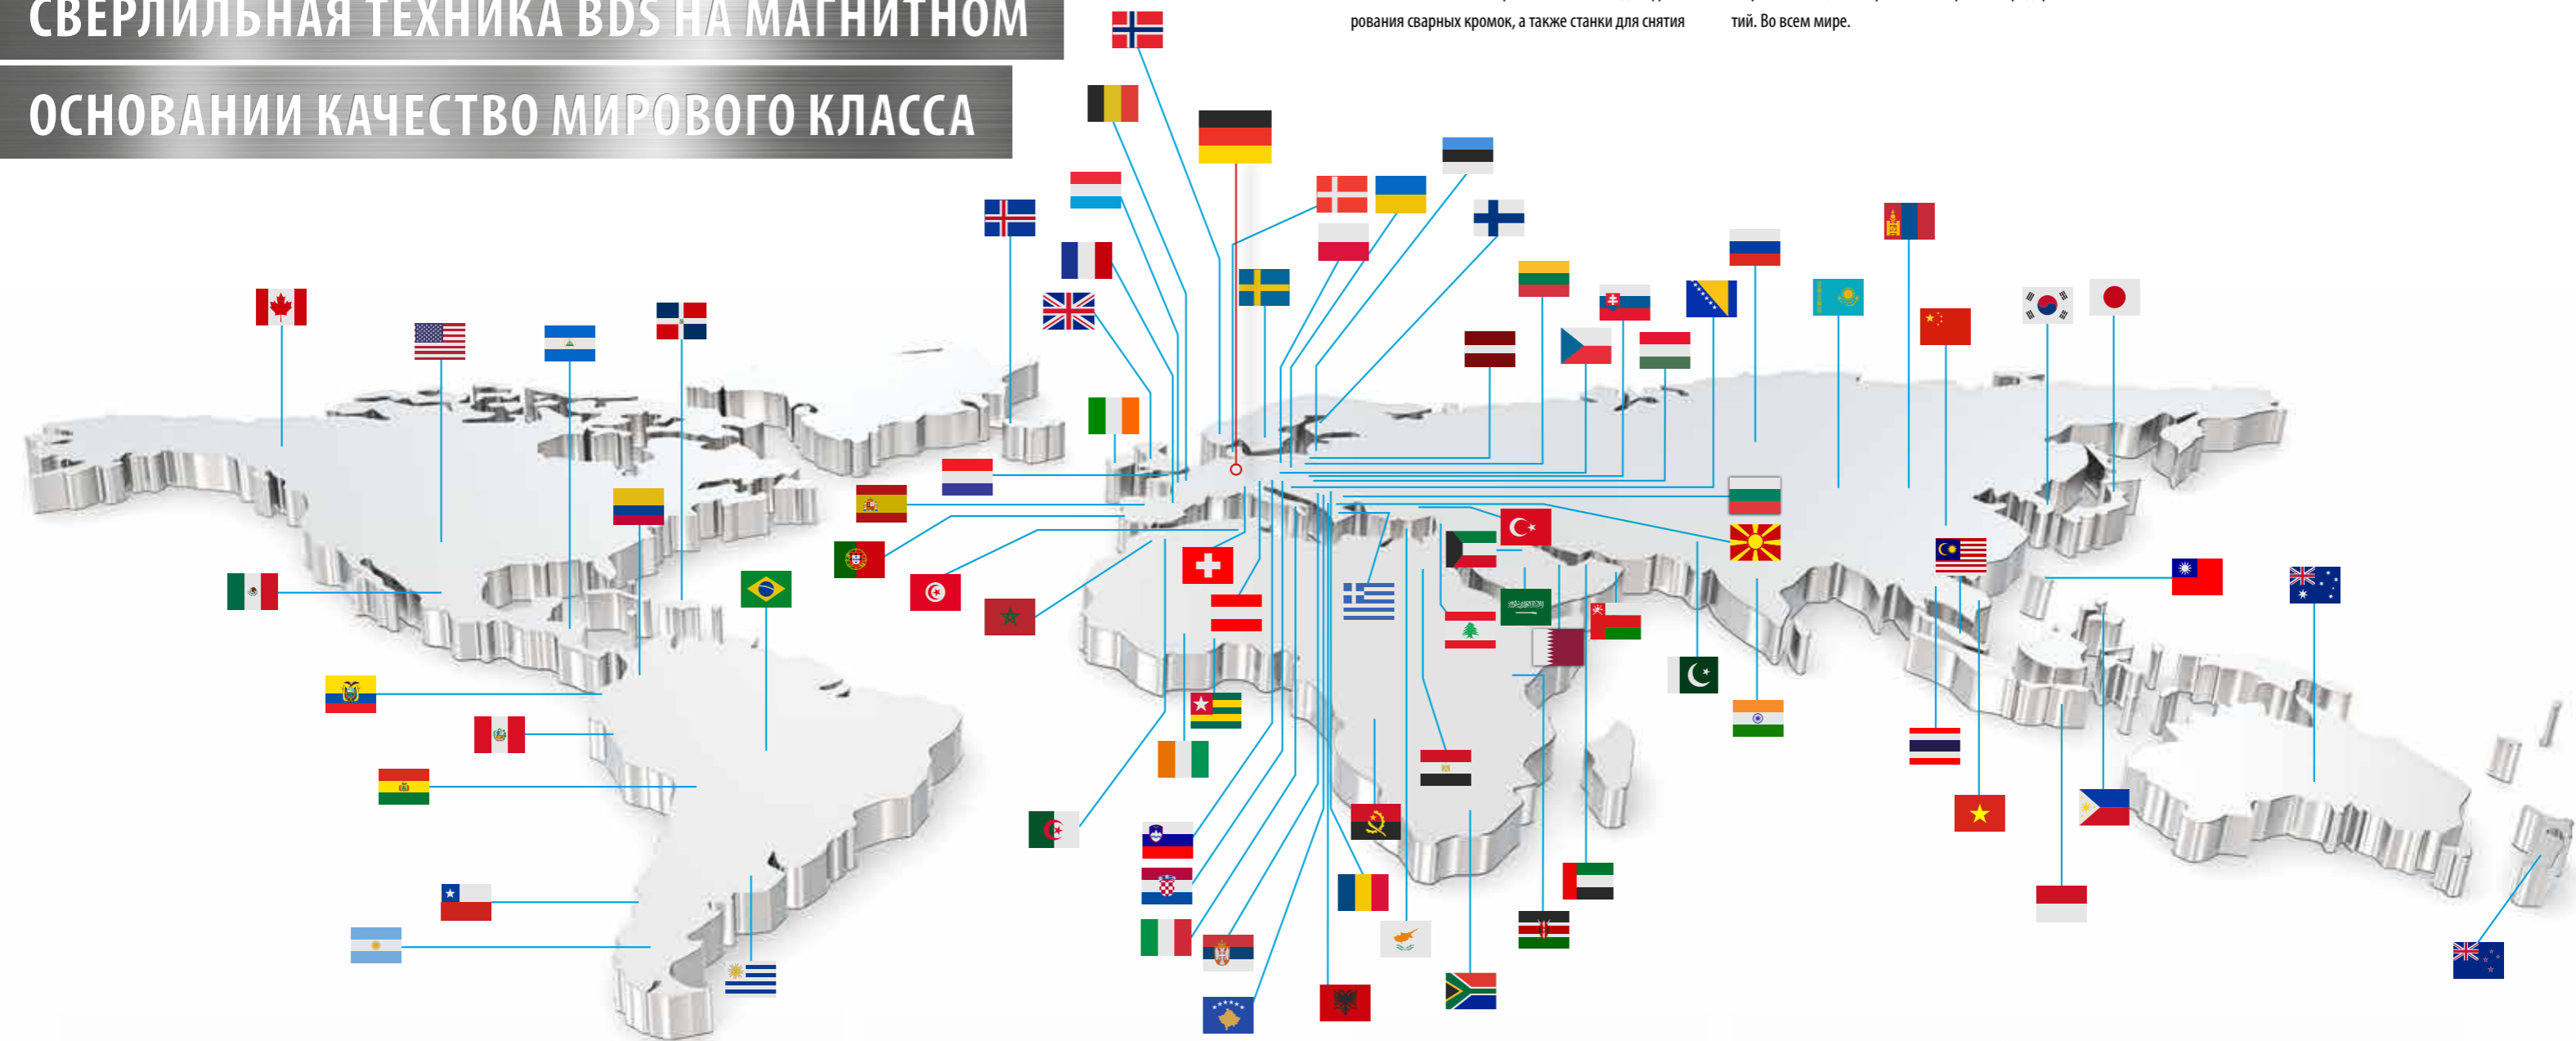 СВЕРЛИЛЬНАЯ ТЕХНИКА BDS НА МАГНИТНОМ
ОСНОВАНИИ КАЧЕСТВО МИРОВОГО КЛАССА
рования сварных кромок, а также станки для снятия
тий. Во всем мире.